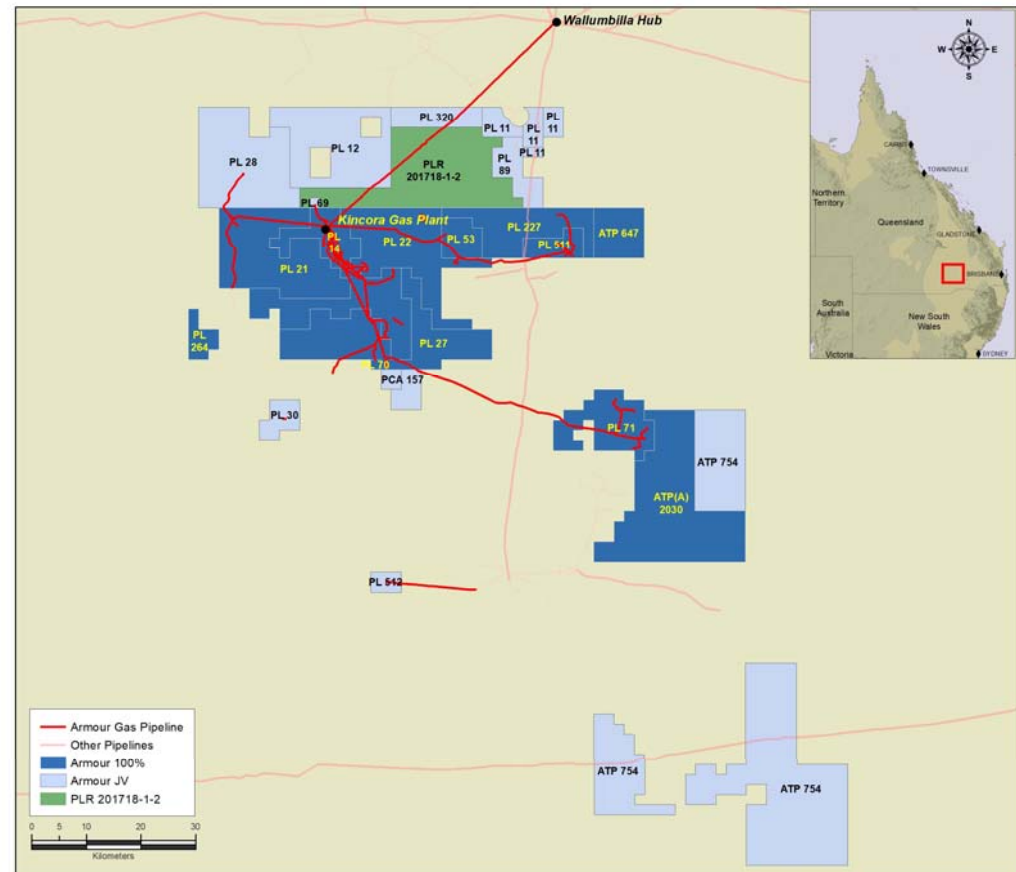 Wallumbilla Hub
PL 320
PL 11
PL
11
PL
11
PL 11
PL 12
PL 28
PLR
201718-1-2
PL
89
PL 69
Kincora Gas Plant
PL
14
PL 22
PL 53
PL 227
PL 511
ATP 647
PL 21
PL
264
PL 27
PL 70
PCA 157
PL 30
PL 71
ATP 754
ATP(A)
2030
PL 512
ATP 754
ATP 754
N
W
E
S
CAIRNS
TOWNSVILLE
Northern
Territory
Queensland
GLADSTONE
BRISBANE
South
Australia
New South
Wales
Victoria
SYDNEY
Armour Gas Pipeline
Other Pipelines
Armour 100%
Armour JV
PLR 201718-1-2
0 5 10 20 30
Kilometers